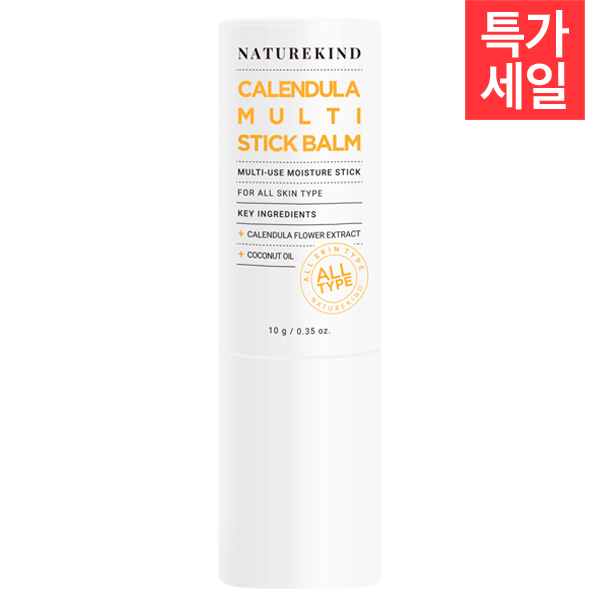 특가
세일
NATUREKIND
CALENDULA
MULTI
STICK BALM
MULTI-USE MOISTURE STICK
FOR ALL SKIN TYPE
KEY INGREDIENTS
+ CALENDULA FLOWER EXTRACT
+ COCONUT OIL
ALL SKIN TYPE
ALL
TYPE
NATUREKIND
10 g / 0.35 oz.